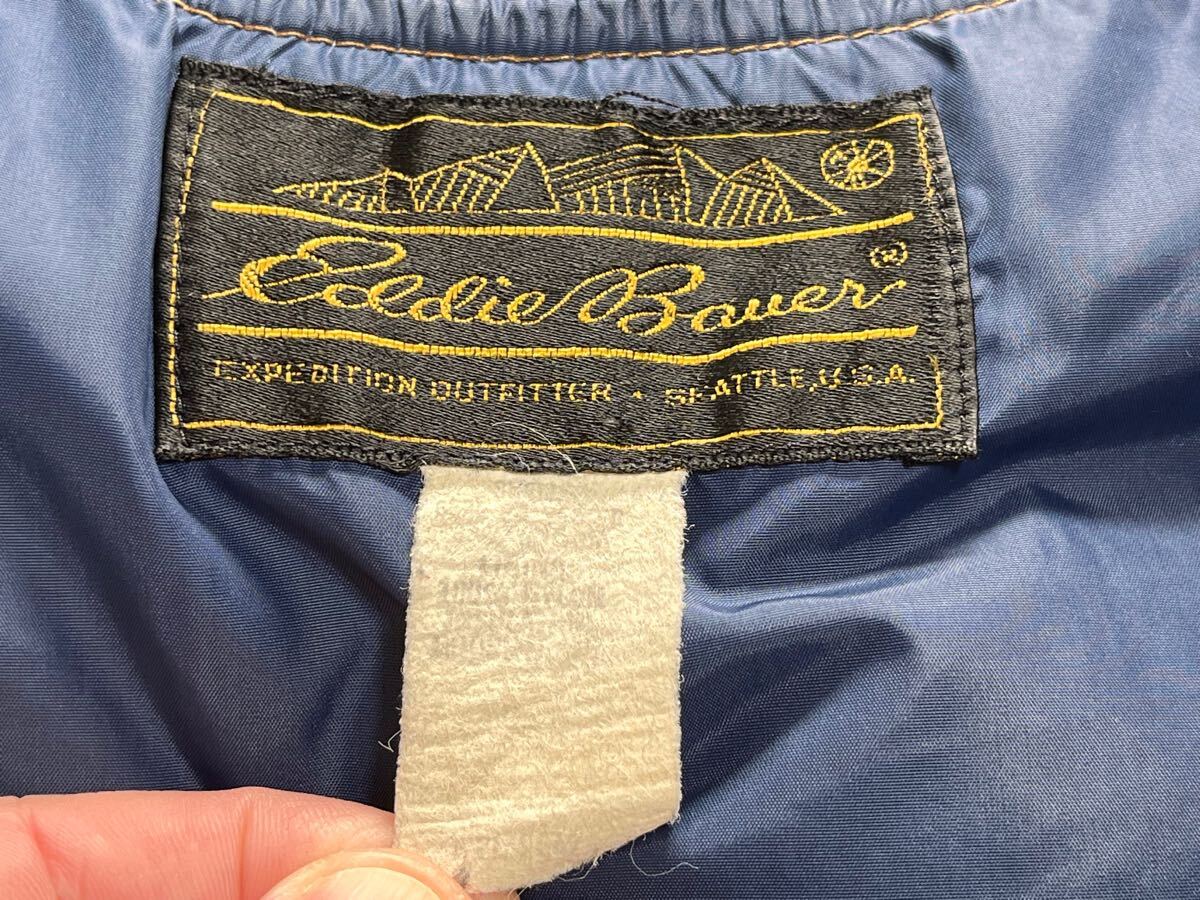 Eddie Bauer®
EXPEDITION OUTFITTER • SEATTLE, U.S.A.